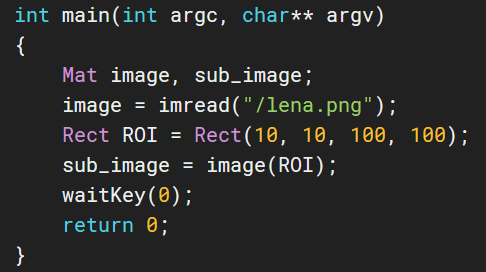 int main(int argc, char** argv)
{
    Mat image, sub_image;
    image = imread("/lena.png");
    Rect ROI = Rect(10, 10, 100, 100);
    sub_image = image(ROI);
    waitKey(0);
    return 0;
}